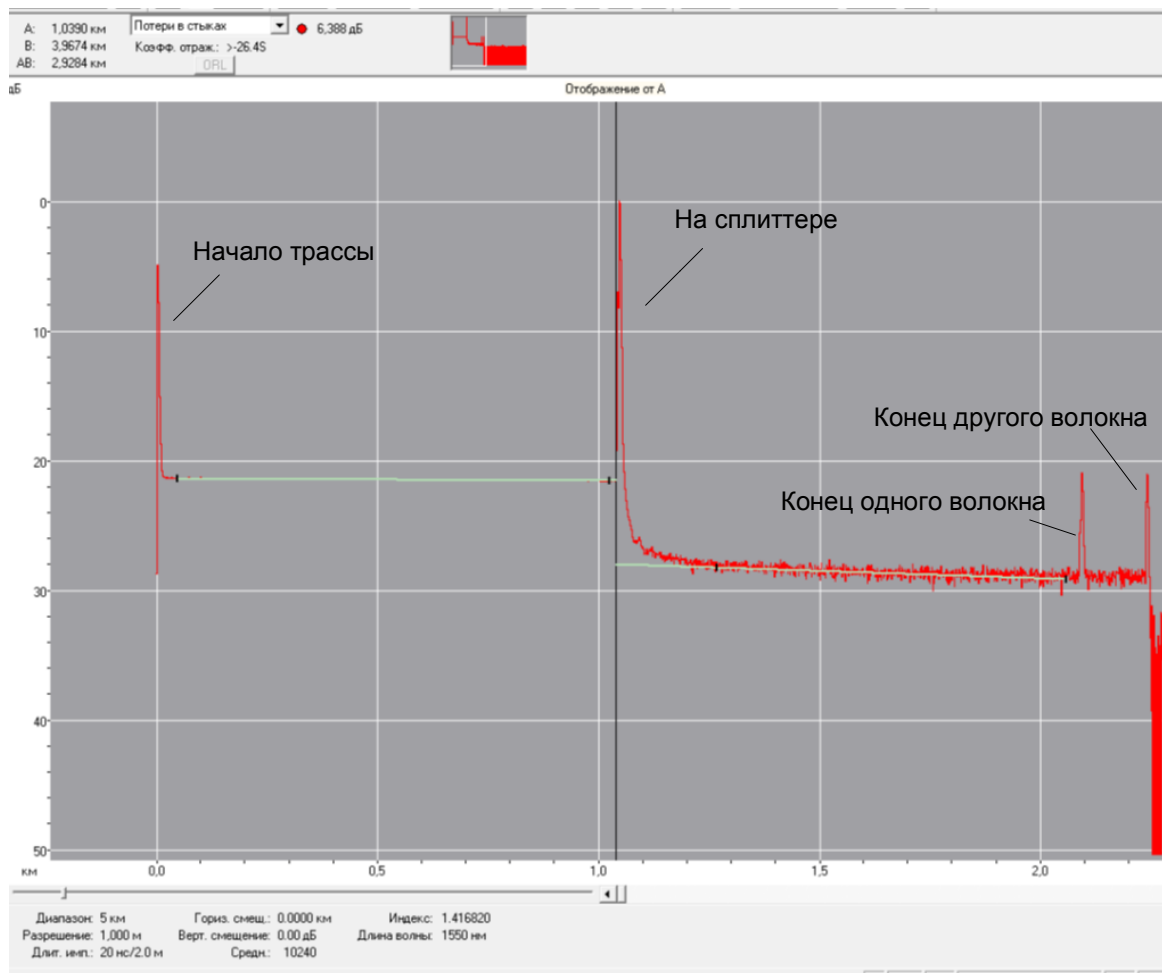 A: 1,0390 км
B: 3,9674 км
AB: 2,9284 км
Потери в стыках
6,388 дБ
Коэфф. отраж.: >-26.45
ORL
дБ
Отображение от A
0
10
20
30
40
50
Начало трассы
На сплиттере
Конец другого волокна
Конец одного волокна
км 0,0 0,5 1,0 1,5 2,0
Диапазон: 5 км Гориз. смещ.: 0.0000 км Индекс: 1.416820
Разрешение: 1,000 м Верт. смещение: 0.00 дБ Длина волны: 1550 нм
Длит. имп.: 20 нс/2.0 м Средн.: 10240